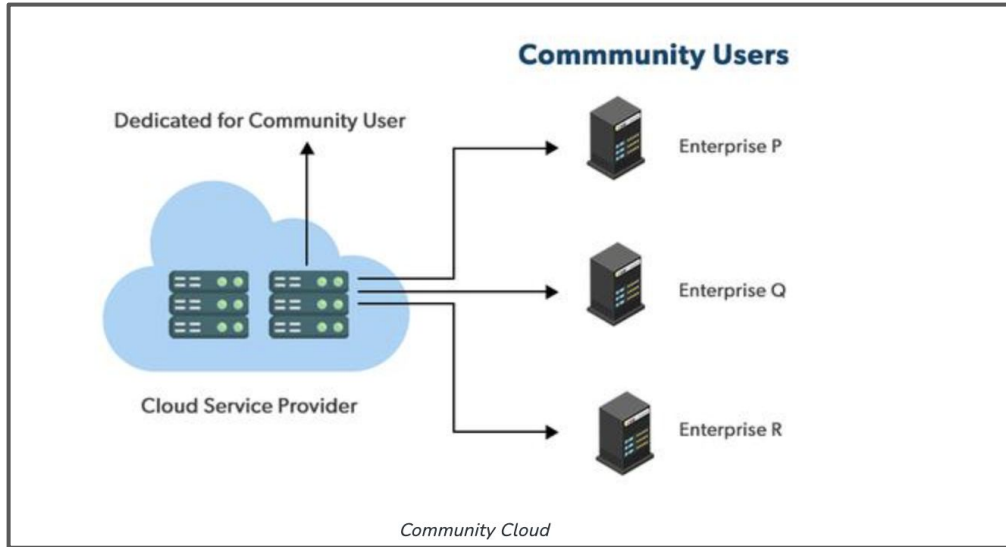 Commmunity Users
Dedicated for Community User
Enterprise P
Enterprise Q
Cloud Service Provider
Enterprise R
Community Cloud